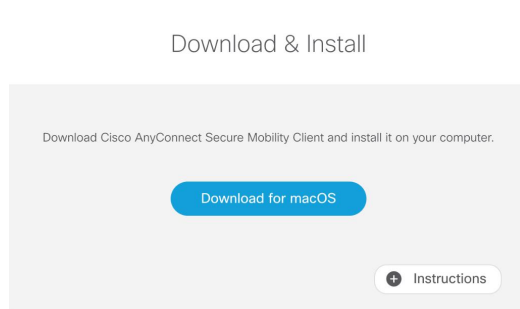 Download & Install
Download Cisco AnyConnect Secure Mobility Client and install it on your computer.
Download for macOS
Instructions